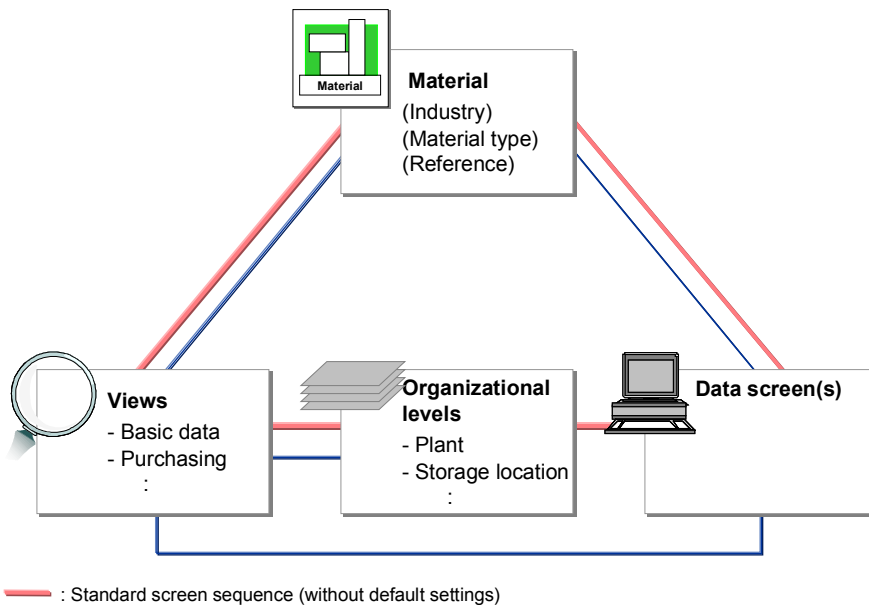 Material
Material
(Industry)
(Material type)
(Reference)
Views
- Basic data
- Purchasing
:
Organizational
levels
- Plant
- Storage location
:
Data screen(s)
: Standard screen sequence (without default settings)